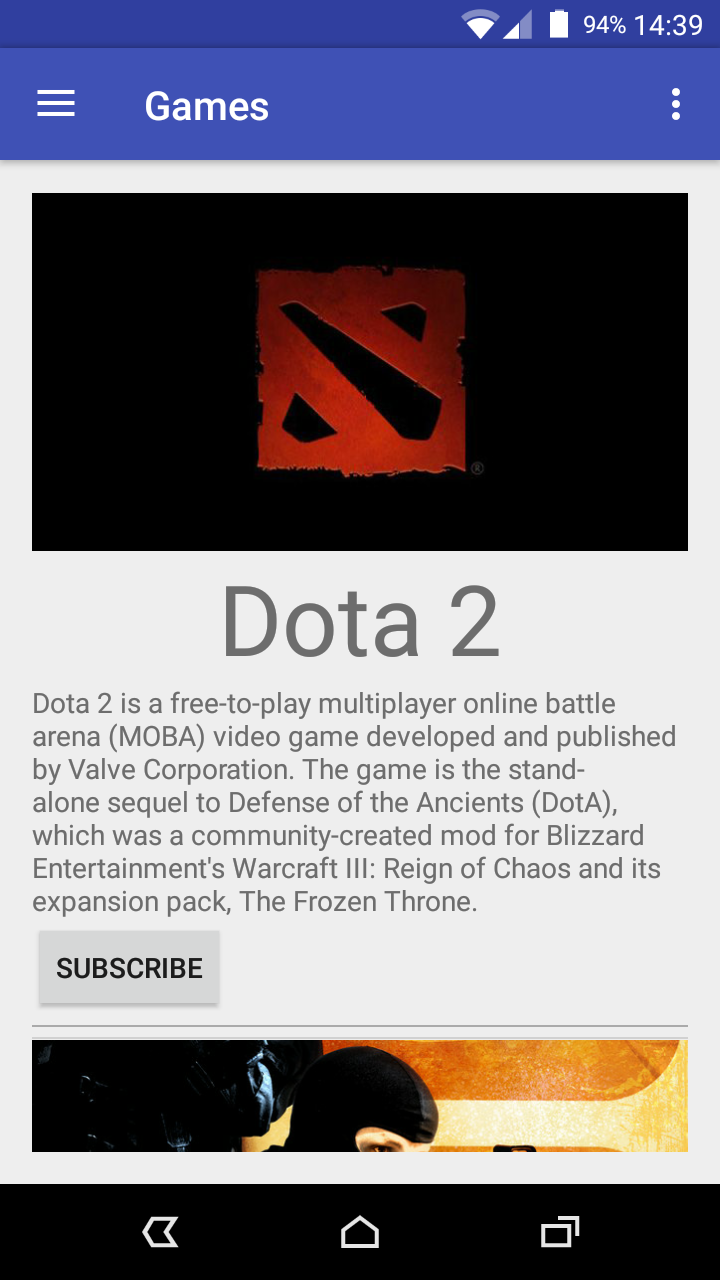 94% 14:39
Games
®
Dota 2
Dota 2 is a free-to-play multiplayer online battle
arena (MOBA) video game developed and published
by Valve Corporation. The game is the stand-
alone sequel to Defense of the Ancients (DotA),
which was a community-created mod for Blizzard
Entertainment's Warcraft III: Reign of Chaos and its
expansion pack, The Frozen Throne.
SUBSCRIBE